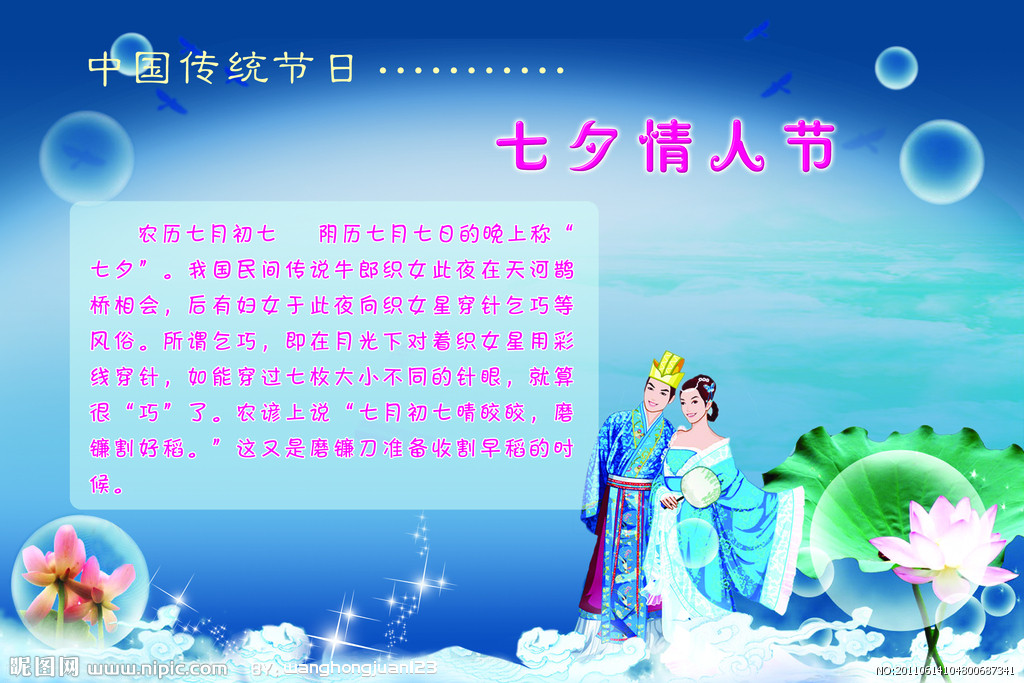 中国传统节日 ···········
七夕情人节
农历七月初七  阴历七月七日的晚上称“
七夕”。我国民间传说牛郎织女此夜在天河鹊
桥相会，后有妇女于此夜向织女星穿针乞巧等
风俗。所谓乞巧，即在月光下对着织女星用彩
线穿针，如能穿过七枚大小不同的针眼，就算
很“巧”了。农谚上说“七月初七晴皎皎，磨
镰割好稻。”这又是磨镰刀准备收割早稻的时
候。
昵图网 www.nipic.com  BY: wanghongjuan123
NO:20110614104800687341